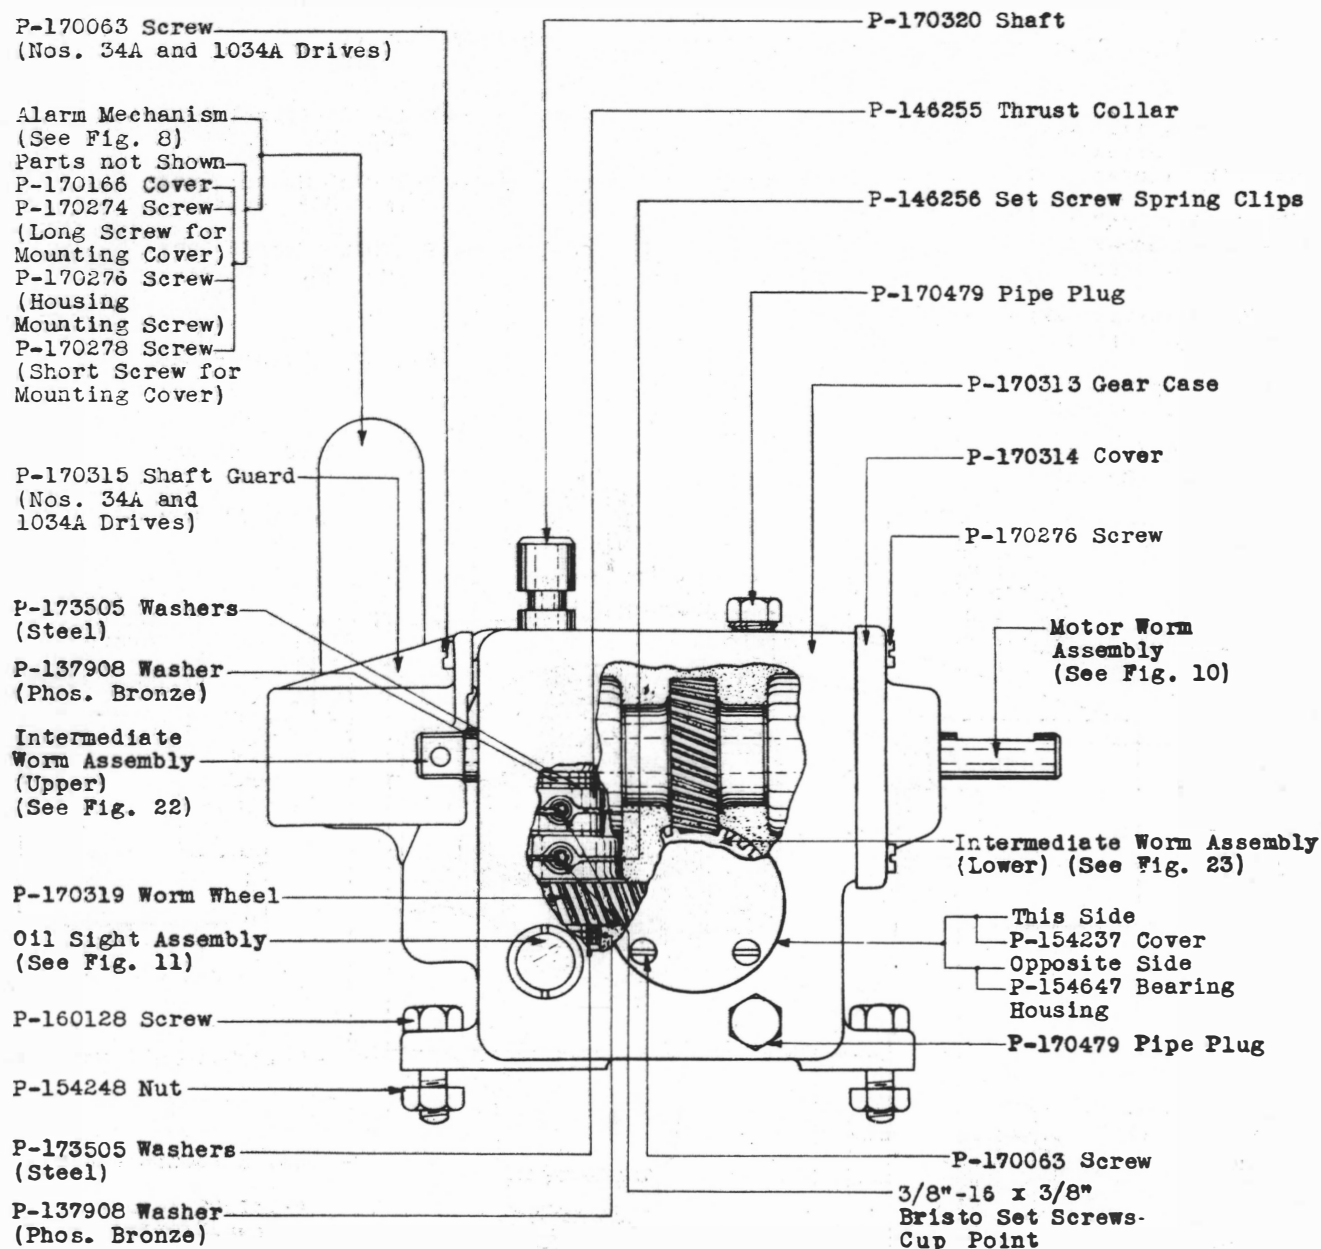 P-170063 Screw
(Nos. 34A and 1034A Drives)
Alarm Mechanism
(See Fig. 8)
Parts not Shown
P-170166 Cover
P-170274 Screw
(Long Screw for
Mounting Cover)
P-170276 Screw
(Housing
Mounting Screw)
P-170278 Screw
(Short Screw for
Mounting Cover)
P-170315 Shaft Guard
(Nos. 34A and
1034A Drives)
P-173505 Washers
(Steel)
P-137908 Washer
(Phos. Bronze)
Intermediate
Worm Assembly
(Upper)
(See Fig. 22)
P-170319 Worm Wheel
Oil Sight Assembly
(See Fig. 11)
P-160128 Screw
P-154248 Nut
P-173505 Washers
(Steel)
P-137908 Washer
(Phos. Bronze)
P-170320 Shaft
P-146255 Thrust Collar
P-146256 Set Screw Spring Clips
P-170479 Pipe Plug
P-170313 Gear Case
P-170314 Cover
P-170276 Screw
Motor Worm
Assembly
(See Fig. 10)
Intermediate Worm Assembly
(Lower) (See Fig. 23)
This Side
P-154237 Cover
Opposite Side
P-154647 Bearing
Housing
P-170479 Pipe Plug
P-170063 Screw
3/8"-16 x 3/8"
Bristo Set Screws-
Cup Point